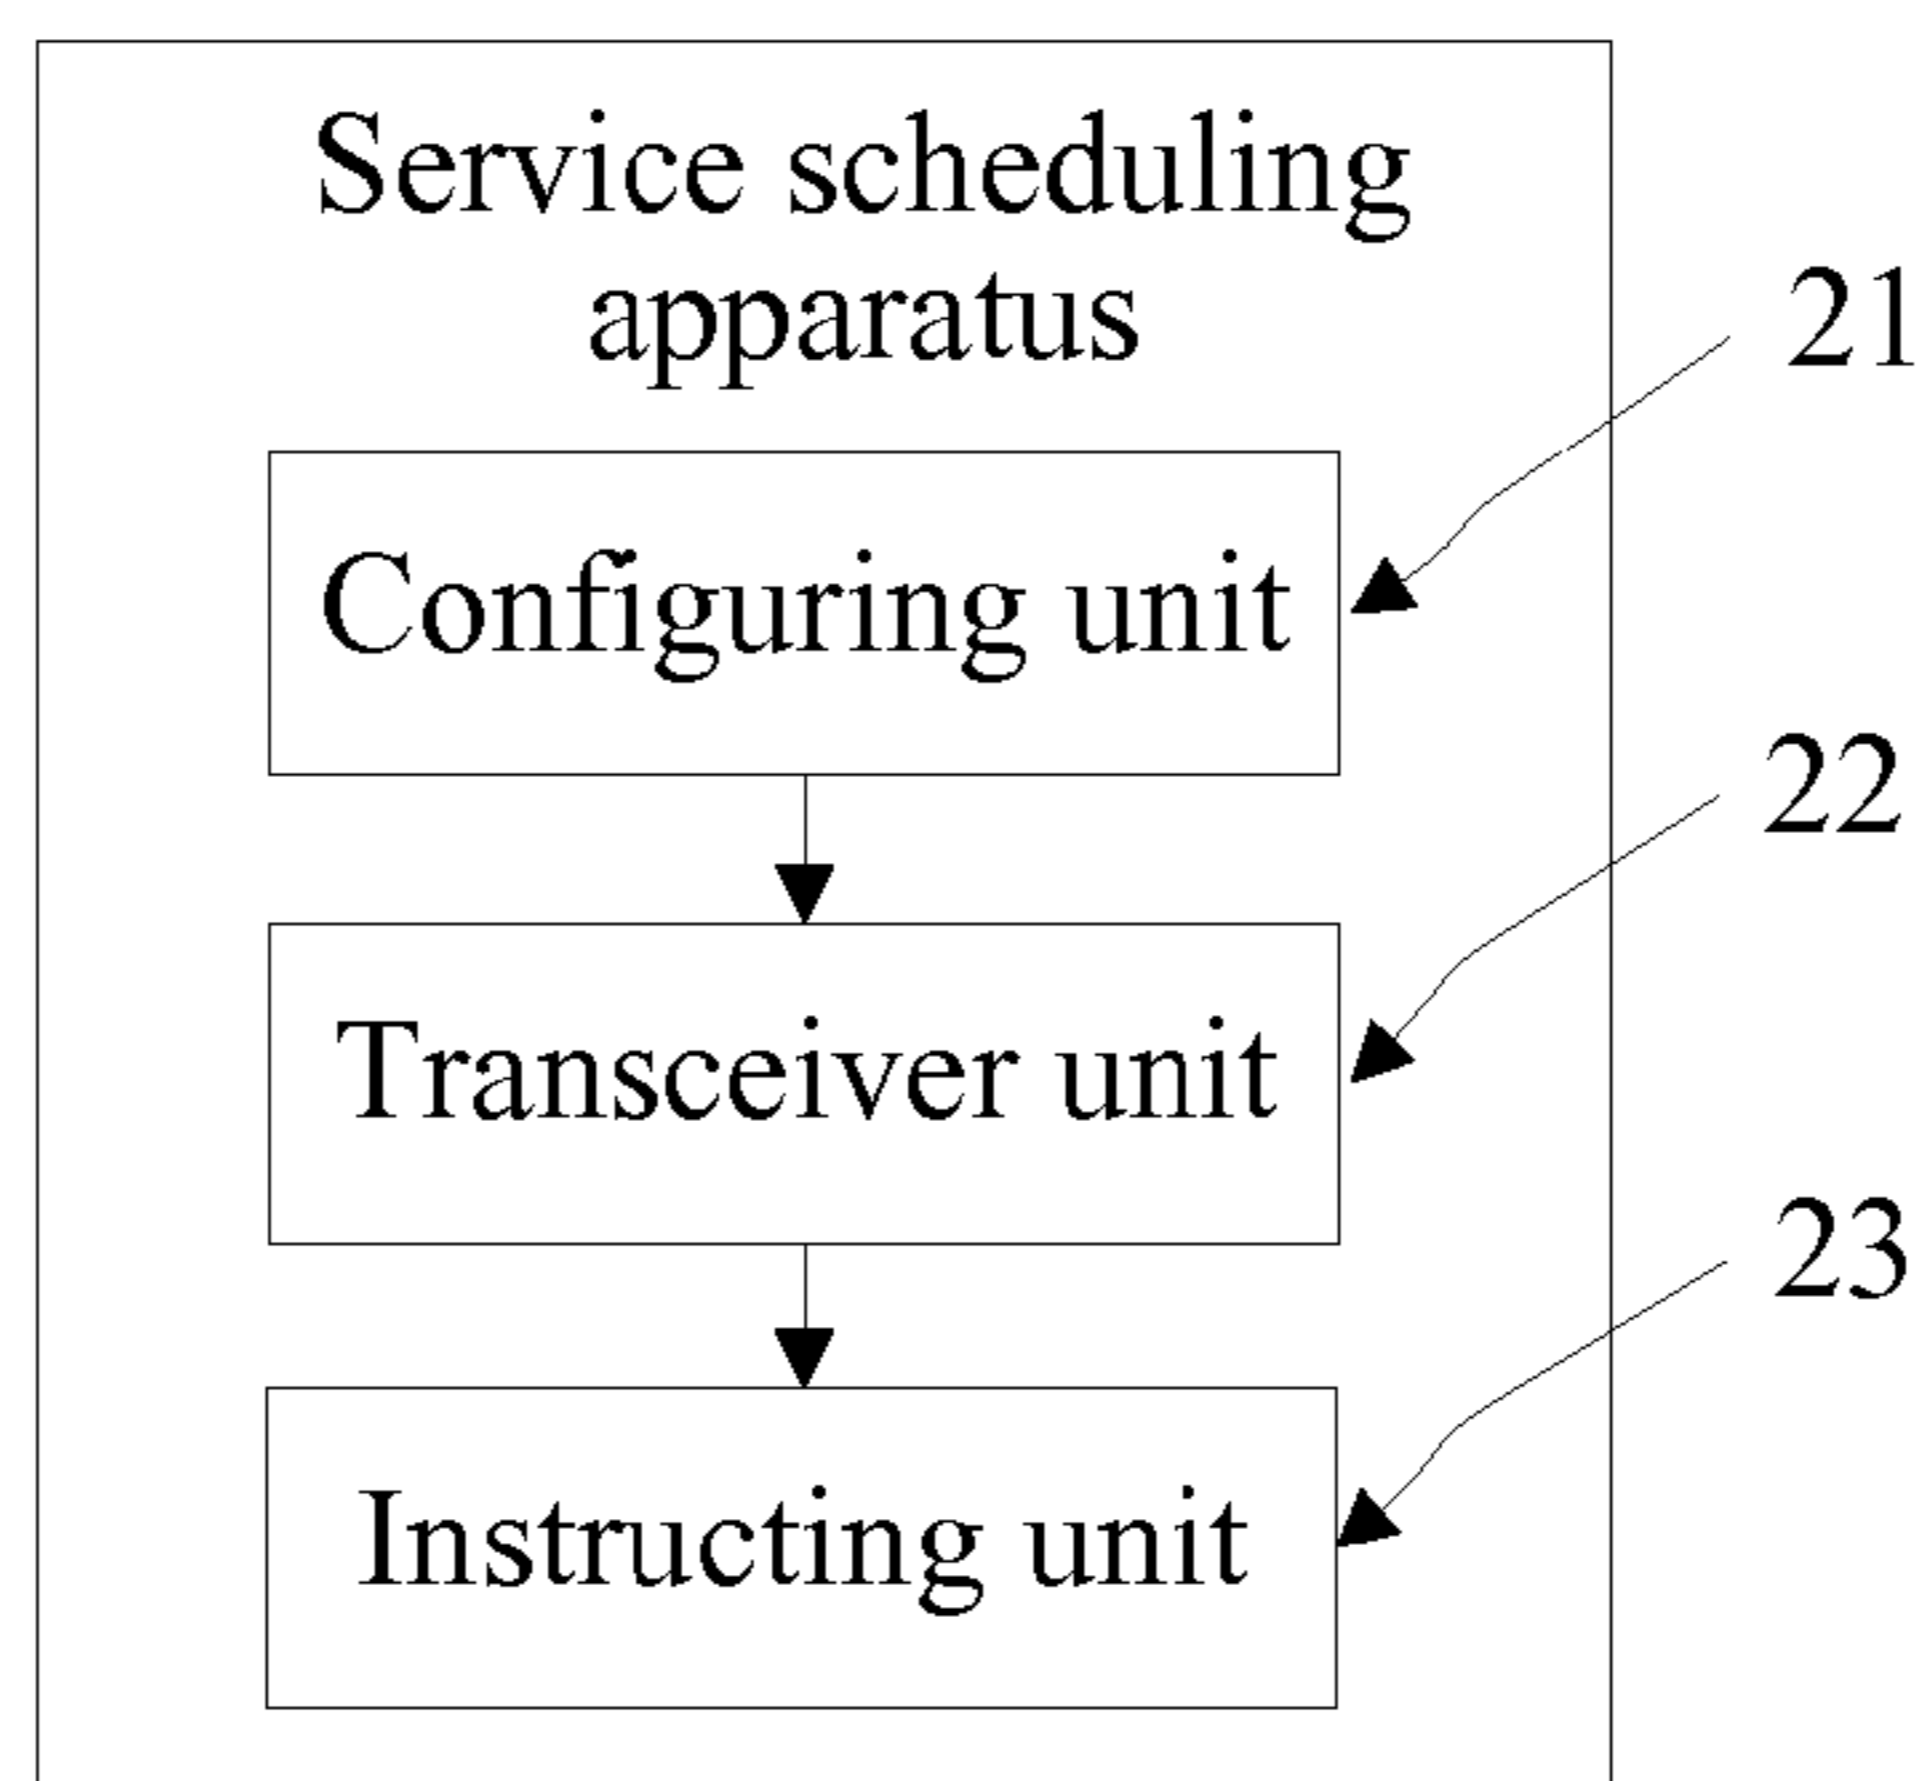 Service scheduling
apparatus
21
Configuring unit
22
Transceiver unit
23
Instructing unit